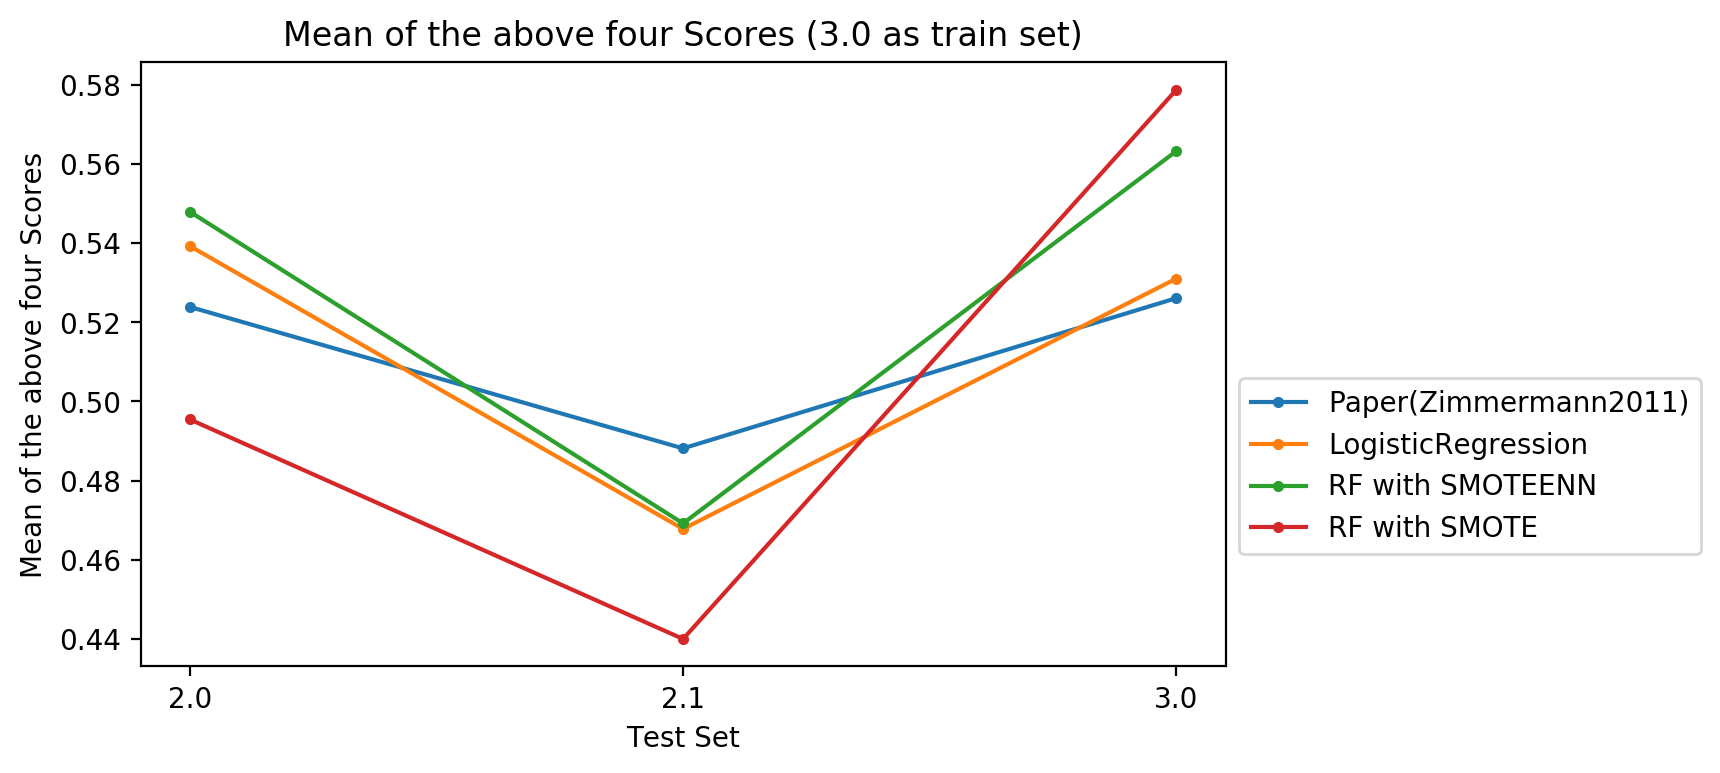 Mean of the above four Scores (3.0 as train set)
Mean of the above four Scores
0.58
0.56
0.54
0.52
0.50
0.48
0.46
0.44
2.0 2.1 3.0
Test Set
Paper(Zimmermann2011)
LogisticRegression
RF with SMOTEENN
RF with SMOTE